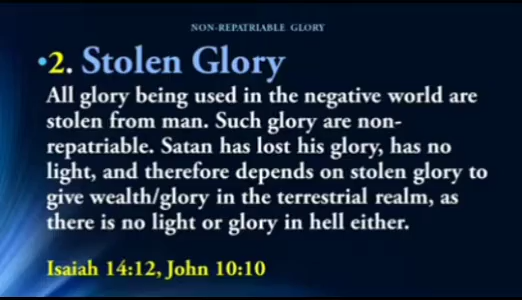 NON-REPATRIABLE GLORY
•2. Stolen Glory
All glory being used in the negative world are
stolen from man. Such glory are non-
repatriable. Satan has lost his glory, has no
light, and therefore depends on stolen glory to
give wealth/glory in the terrestrial realm, as
there is no light or glory in hell either.
Isaiah 14:12, John 10:10